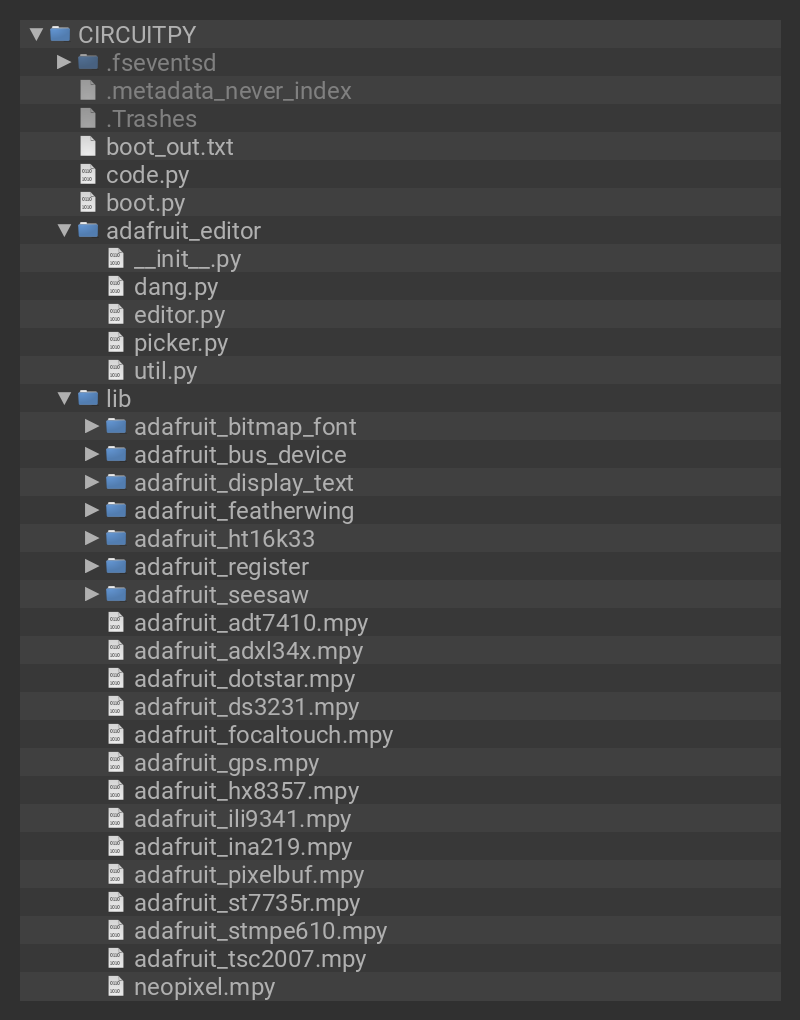 CIRCUITPY
.fseventsd
.metadata_never_index
.Trashes
boot_out.txt
code.py
boot.py
adafruit_editor
__init__.py
dang.py
editor.py
picker.py
util.py
lib
adafruit_bitmap_font
adafruit_bus_device
adafruit_display_text
adafruit_featherwing
adafruit_ht16k33
adafruit_register
adafruit_seesaw
adafruit_adt7410.mpy
adafruit_adxl34x.mpy
adafruit_dotstar.mpy
adafruit_ds3231.mpy
adafruit_focaltouch.mpy
adafruit_gps.mpy
adafruit_hx8357.mpy
adafruit_ili9341.mpy
adafruit_ina219.mpy
adafruit_pixelbuf.mpy
adafruit_st7735r.mpy
adafruit_stmpe610.mpy
adafruit_tsc2007.mpy
neopixel.mpy